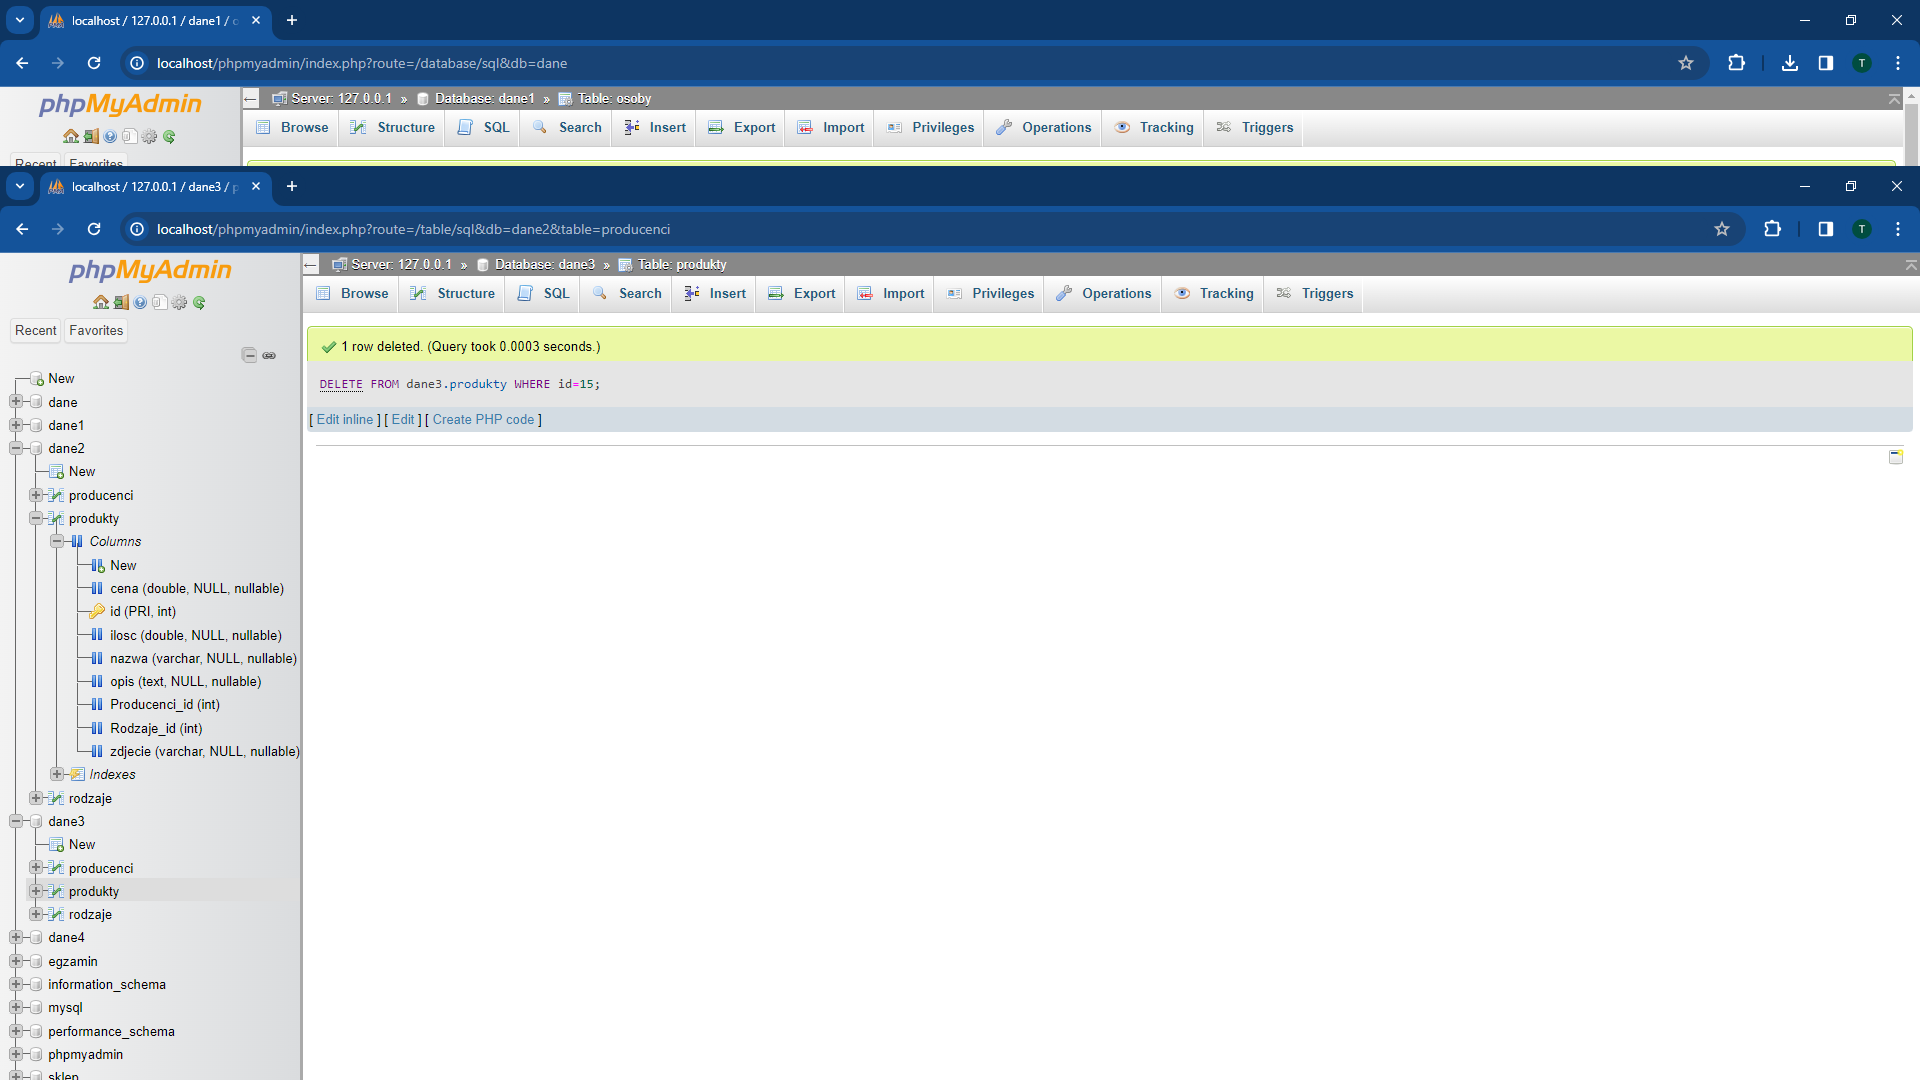 localhost / 127.0.0.1 / dane1 / o
localhost/phpmyadmin/index.php?route=/database/sql&db=dane
T
phpMyAdmin
Server: 127.0.0.1 » Database: dane1 » Table: osoby
Browse Structure SQL Search Insert Export Import Privileges Operations Tracking Triggers
Recent Favorites
localhost / 127.0.0.1 / dane3 / p
localhost/phpmyadmin/index.php?route=/table/sql&db=dane2&table=producenci
T
phpMyAdmin
Server: 127.0.0.1 » Database: dane3 » Table: produkty
Browse Structure SQL Search Insert Export Import Privileges Operations Tracking Triggers
Recent Favorites
1 row deleted. (Query took 0.0003 seconds.)
DELETE FROM dane3.produkty WHERE id=15;
[ Edit inline ] [ Edit ] [ Create PHP code ]
New
dane
dane1
dane2
New
producenci
produkty
Columns
New
cena (double, NULL, nullable)
id (PRI, int)
ilosc (double, NULL, nullable)
nazwa (varchar, NULL, nullable)
opis (text, NULL, nullable)
Producenci_id (int)
Rodzaje_id (int)
zdjecie (varchar, NULL, nullable)
Indexes
rodzaje
dane3
New
producenci
produkty
rodzaje
dane4
egzamin
information_schema
mysql
performance_schema
phpmyadmin
sklep